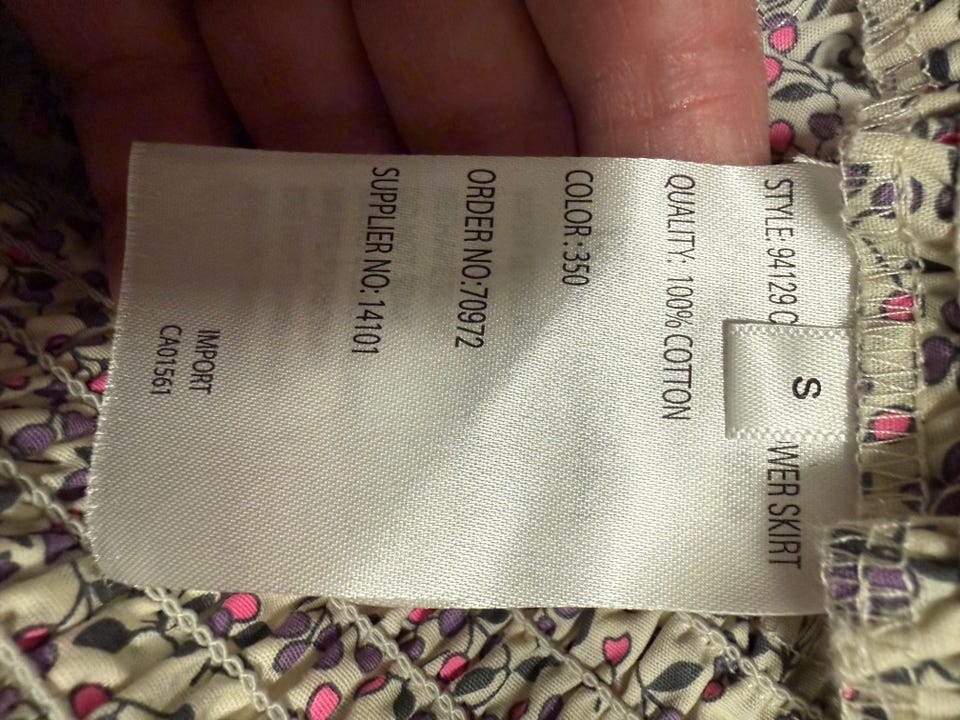 STYLE: 94129
SKIRT
S
QUALITY: 100% COTTON
COLOR:350
ORDER NO:70972
SUPPLIER NO: 14101
IMPORT
CA01561